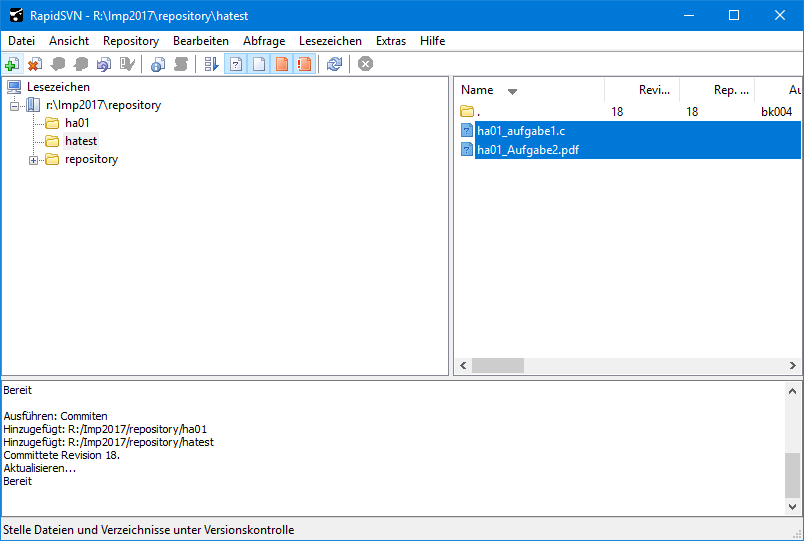 RapidSVN - R:\Imp2017\repository\hatest
Datei Ansicht Repository Bearbeiten Abfrage Lesezeichen Extras Hilfe
Lesezeichen
r:\Imp2017\repository
ha01
hatest
repository
Name Revi... Rep. ... Au
. 18 18 bk004
ha01_aufgabe1.c
ha01_Aufgabe2.pdf
Bereit
Ausführen: Commiten
Hinzugefügt: R:/Imp2017/repository/ha01
Hinzugefügt: R:/Imp2017/repository/hatest
Committete Revision 18.
Aktualisieren...
Bereit
Stelle Dateien und Verzeichnisse unter Versionskontrolle